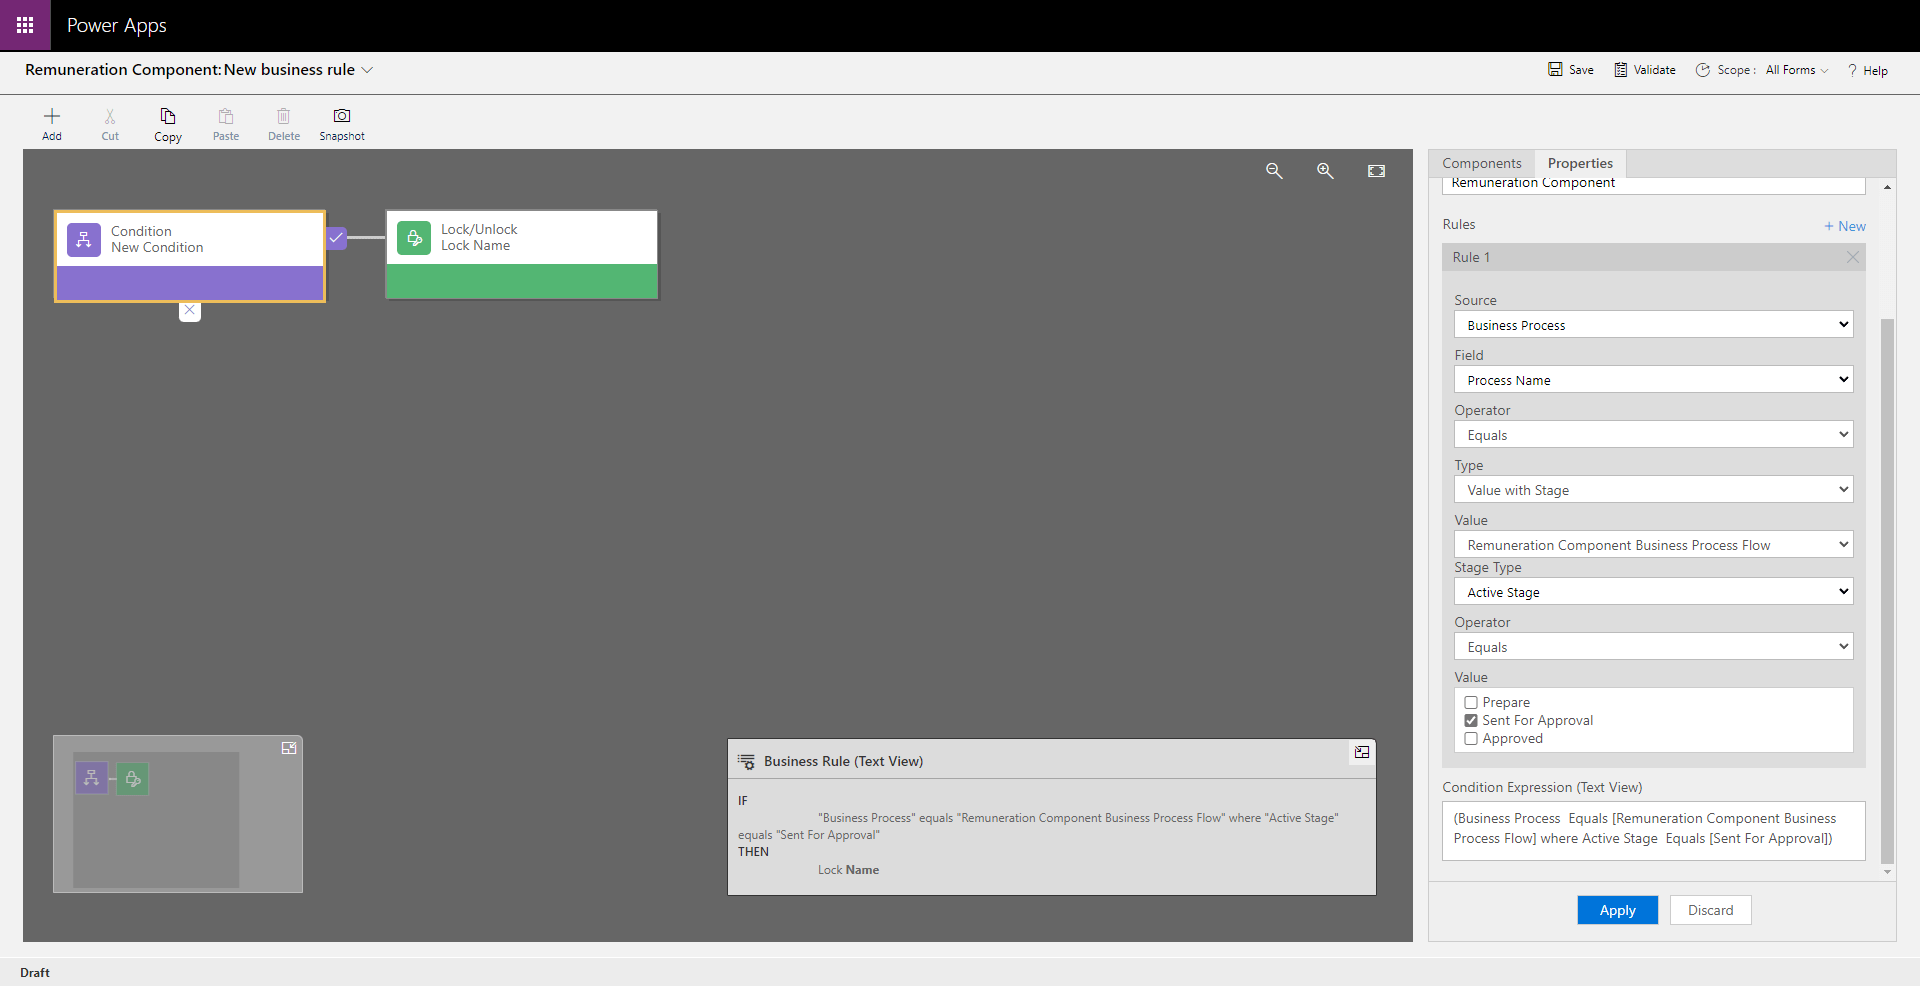 Power Apps
Remuneration Component: New business rule
Save
Validate
Scope :
All Forms
? Help
Add
Cut
Copy
Paste
Delete
Snapshot
Condition
New Condition
Lock/Unlock
Lock Name
Components
Properties
Remuneration Component
Rules
+ New
Rule 1
Source
Business Process
Field
Process Name
Operator
Equals
Type
Value with Stage
Value
Remuneration Component Business Process Flow
Stage Type
Active Stage
Operator
Equals
Value
Prepare
Sent For Approval
Approved
Condition Expression (Text View)
(Business Process  Equals [Remuneration Component Business
Process Flow] where Active Stage  Equals [Sent For Approval])
Apply
Discard
Business Rule (Text View)
IF
"Business Process" equals "Remuneration Component Business Process Flow" where "Active Stage"
equals "Sent For Approval"
THEN
Lock Name
Draft